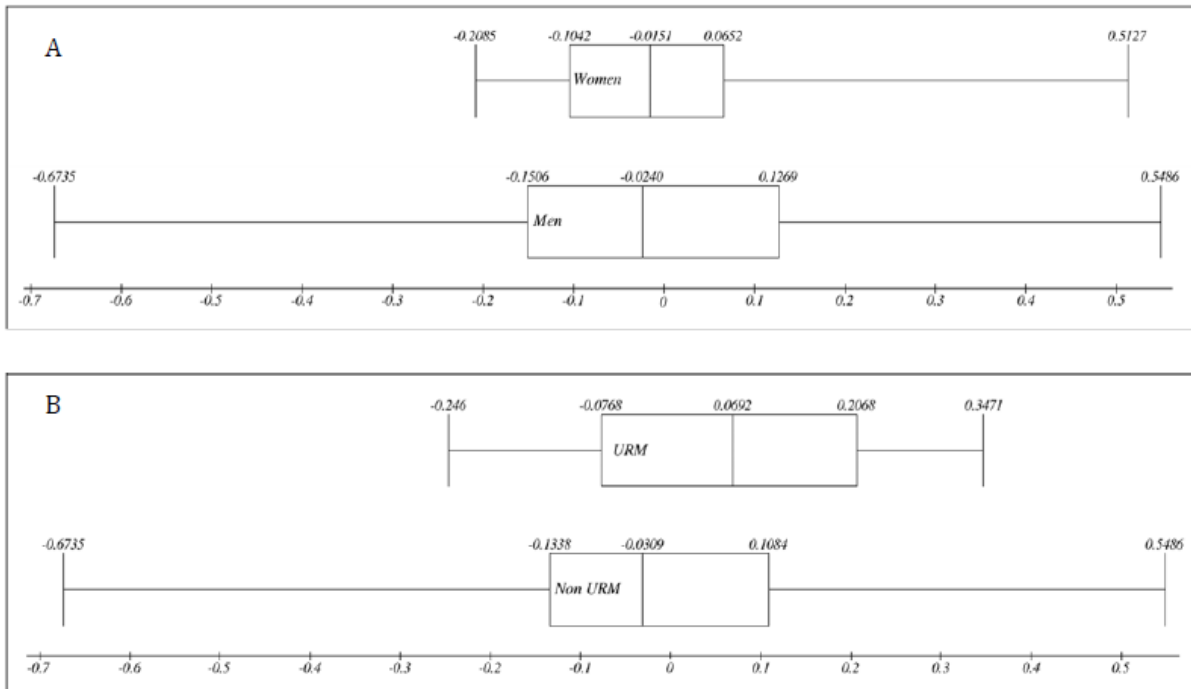 A
-0.2085 -0.1042 -0.0151 0.0652 0.5127
Women
-0.6735 -0.1506 -0.0240 0.1269 0.5486
Men
-0.7 -0.6 -0.5 -0.4 -0.3 -0.2 -0.1 0 0.1 0.2 0.3 0.4 0.5
B
-0.246 -0.0768 0.0692 0.2068 0.3471
URM
-0.6735 -0.1338 -0.0309 0.1084 0.5486
Non URM
-0.7 -0.6 -0.5 -0.4 -0.3 -0.2 -0.1 0 0.1 0.2 0.3 0.4 0.5